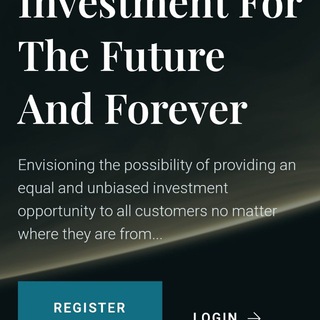 Investment For
The Future
And Forever
Envisioning the possibility of providing an
equal and unbiased investment
opportunity to all customers no matter
where they are from...
REGISTER
LOGIN →